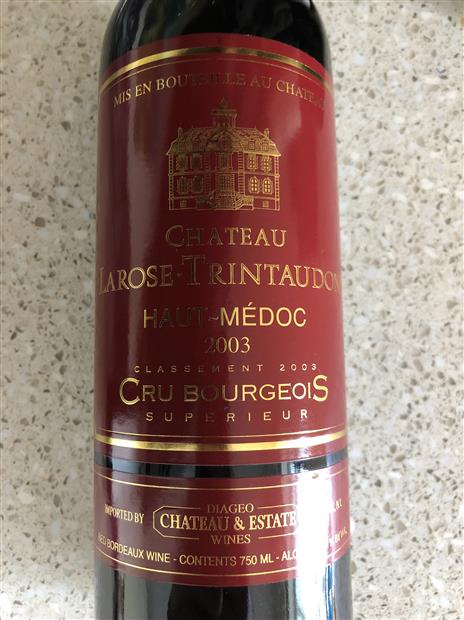 MIS EN BOUTEILLE AU CHATEAU
CHATEAU
LAROSE-TRINTAUDON
HAUT-MÉDOC
2003
CLASSEMENT 2003
CRU BOURGEOIS
SUPERIEUR
DIAGEO
IMPORTED BY CHATEAU & ESTATE
WINES
RED BORDEAUX WINE - CONTENTS 750 ML -